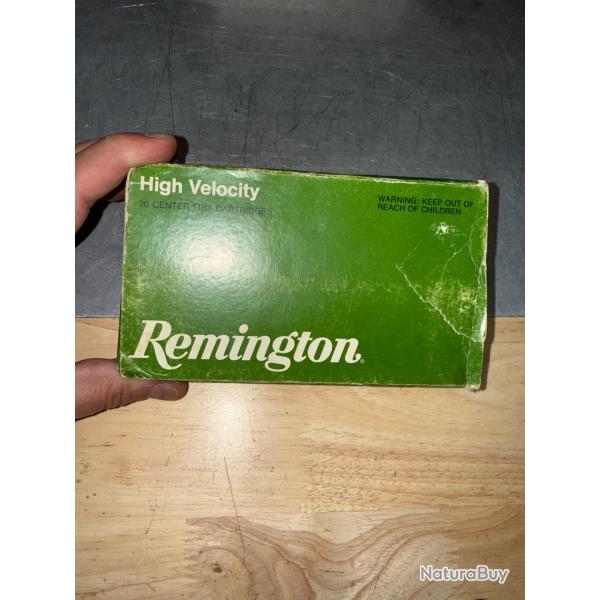 High Velocity
20 CENTER FIRE CARTRIDGES
WARNING: KEEP OUT OF
REACH OF CHILDREN
Remington®
NaturaBuy